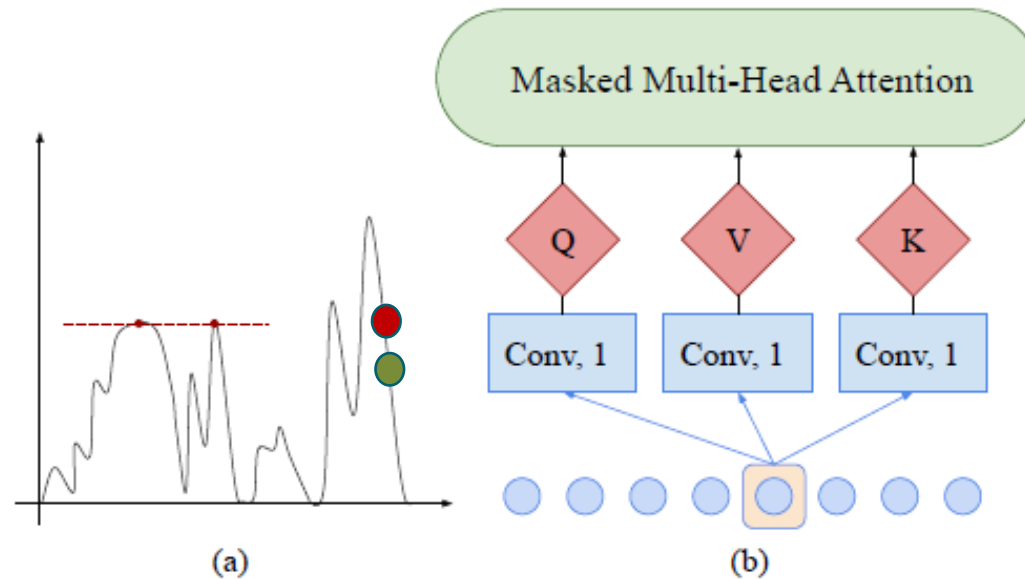 Masked Multi-Head Attention
Q
V
K
Conv, 1
Conv, 1
Conv, 1
(a)
(b)